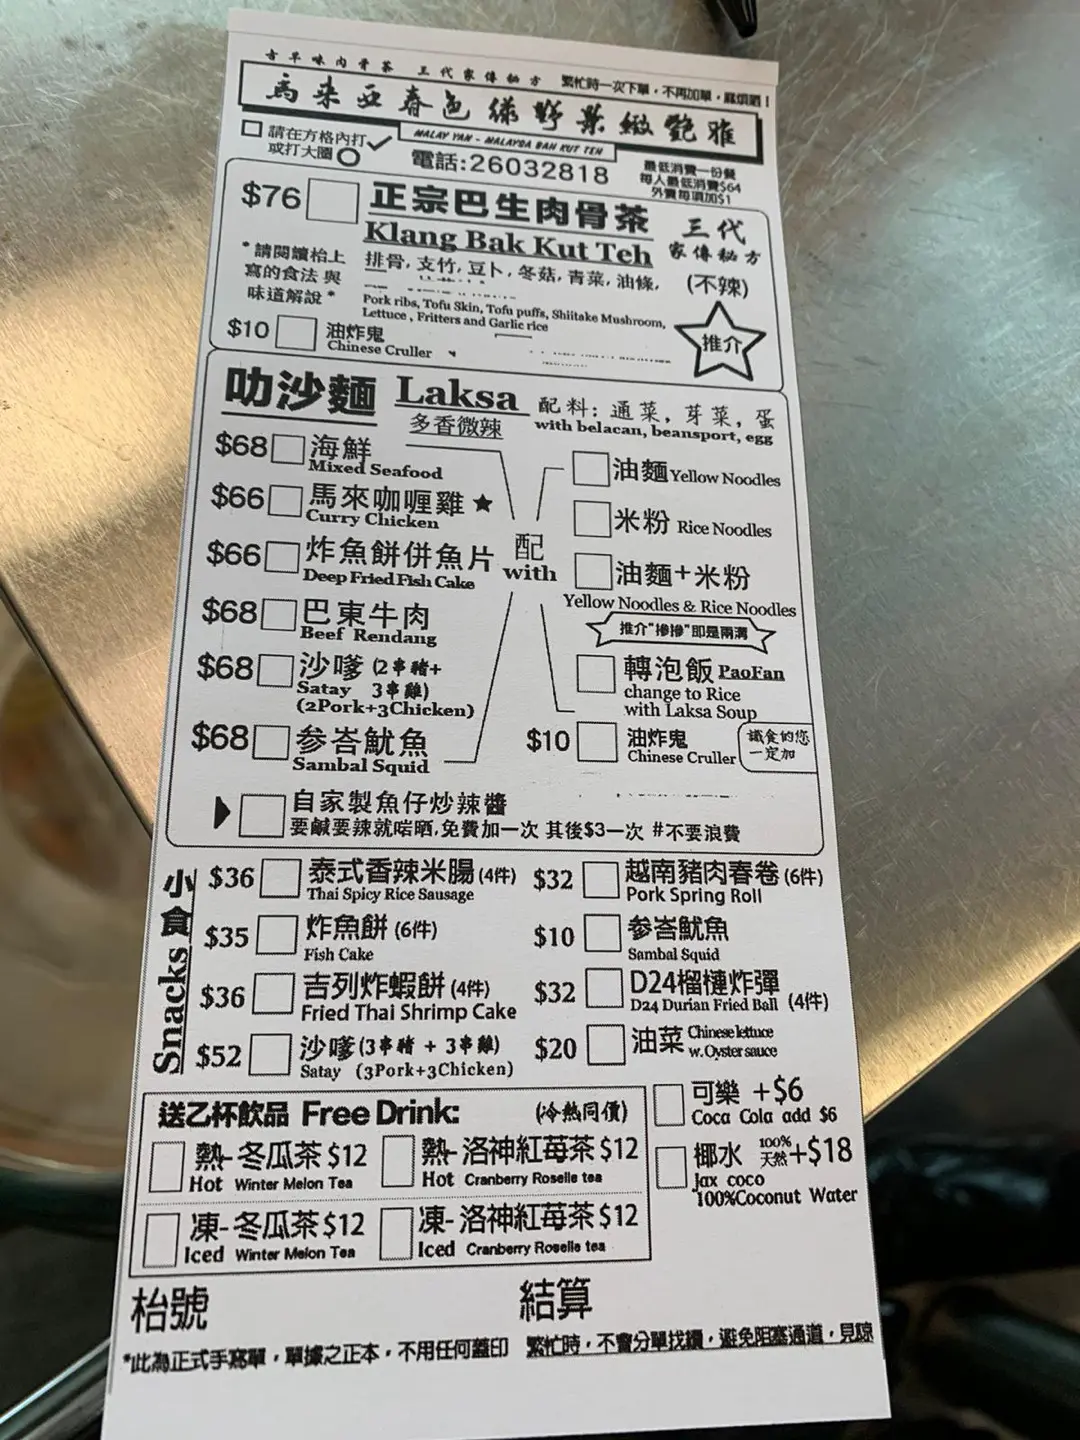 古早味肉骨茶 三代家傳秘方 繁忙時一次下單，不再加單，麻煩晒！
馬來亞春色綠野景緻艷雅
MALAY YAH - MALAYSA BAH KUT TEH
請在方格內打✓
或打大圈○
電話:26032818
最低消費一份餐
每人最低消費$64
外賣每項加$1
$76 正宗巴生肉骨茶
Klang Bak Kut Teh
三代
家傳秘方
(不辣)
推介
*請閱讀枱上
寫的食法 與
味道解說*
排骨, 支竹, 豆卜, 冬菇, 青菜, 油條,
Pork ribs, Tofu Skin, Tofu puffs, Shiitake Mushroom,
Lettuce , Fritters and Garlic rice
$10 油炸鬼
Chinese Cruller
叻沙麵 Laksa
多香微辣
配料: 通菜, 芽菜, 蛋
with belacan, beansport, egg
$68 海鮮
Mixed Seafood
$66 馬來咖喱雞 ★
Curry Chicken
$66 炸魚餅併魚片
Deep Fried Fish Cake
$68 巴東牛肉
Beef Rendang
$68 沙嗲 (2串豬+
Satay 3串雞)
(2Pork+3Chicken)
$68 參峇魷魚
Sambal Squid
配
with
油麵 Yellow Noodles
米粉 Rice Noodles
油麵+米粉
Yellow Noodles & Rice Noodles
推介"摻摻"即是兩溝
轉泡飯 PaoFan
change to Rice
with Laksa Soup
$10 油炸鬼
Chinese Cruller
識食的您
一定加
自家製魚仔炒辣醬
要鹹要辣就啱晒,免費加一次 其後$3一次 #不要浪費
小食 Snacks
$36 泰式香辣米腸 (4件)
Thai Spicy Rice Sausage
$35 炸魚餅 (6件)
Fish Cake
$36 吉列炸蝦餅 (4件)
Fried Thai Shrimp Cake
$52 沙嗲 (3串豬 + 3串雞)
Satay (3Pork+3Chicken)
$32 越南豬肉春卷 (6件)
Pork Spring Roll
$10 參峇魷魚
Sambal Squid
$32 D24榴槤炸彈
D24 Durian Fried Ball (4件)
$20 油菜 Chinese lettuce
w. Oyster sauce
送乙杯飲品 Free Drink: (冷熱同價)
熱-冬瓜茶 $12
Hot Winter Melon Tea
熱-洛神紅莓茶 $12
Hot Cranberry Roselle tea
凍-冬瓜茶 $12
Iced Winter Melon Tea
凍-洛神紅莓茶 $12
Iced Cranberry Roselle tea
可樂 +$6
Coca Cola add $6
椰水 100%天然 +$18
Jax coco
100%Coconut Water
枱號
結算
*此為正式手寫單，單據之正本，不用任何蓋印
繁忙時，不會分單找續，避免阻塞通道，見諒